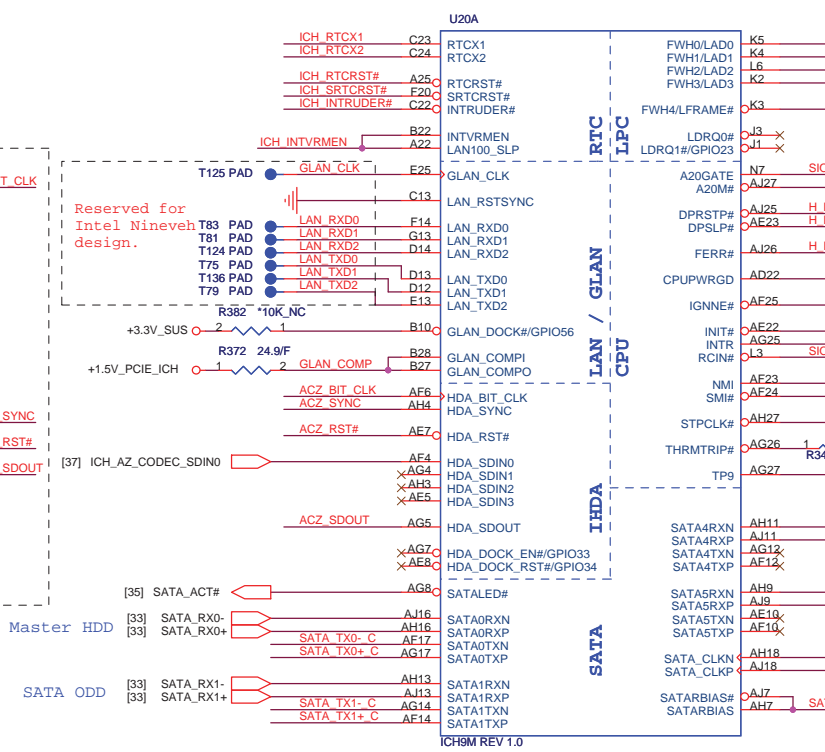 U20A
ICH_RTCX1 C23 RTCX1 FWH0/LAD0 K5
ICH_RTCX2 C24 RTCX2 FWH1/LAD1 K4
FWH2/LAD2 L6
ICH_RTCRST# A25 RTCRST# FWH3/LAD3 K2
ICH_SRTCRST# F20 SRTCRST#
ICH_INTRUDER# C22 INTRUDER# FWH4/LFRAME# K3
RTC LPC
B22 INTVRMEN LDRQ0# J3
ICH_INTVRMEN A22 LAN100_SLP LDRQ1#/GPIO23 J1
T_CLK
T125 PAD GLAN_CLK E25 GLAN_CLK A20GATE N7 SIO
A20M# AJ27
C13 LAN_RSTSYNC
Reserved for
Intel Nineveh
design.
DPRSTP# AJ25 H_
T83 PAD LAN_RXD0 F14 LAN_RXD0 DPSLP# AE23 H_
T81 PAD LAN_RXD1 G13 LAN_RXD1
T124 PAD LAN_RXD2 D14 LAN_RXD2 FERR# AJ26 H_
T75 PAD LAN_TXD0 D13 LAN_TXD0 CPUPWRGD AD22
T136 PAD LAN_TXD1 D12 LAN_TXD1
T79 PAD LAN_TXD2 E13 LAN_TXD2 IGNNE# AF25
LAN / GLAN
CPU
R382 *10K_NC
+3.3V_SUS 2 1 B10 GLAN_DOCK#/GPIO56 INIT# AE22
INTR AG25
R372 24.9/F B28 GLAN_COMPI RCIN# L3 SIO
+1.5V_PCIE_ICH 1 2 GLAN_COMP B27 GLAN_COMPO
NMI AF23
ACZ_BIT_CLK AF6 HDA_BIT_CLK SMI# AF24
ACZ_SYNC AH4 HDA_SYNC
_SYNC STPCLK# AH27
ACZ_RST# AE7 HDA_RST#
_RST# THRMTRIP# AG26 1
R34
[37] ICH_AZ_CODEC_SDIN0 AF4 HDA_SDIN0
_SDOUT AG4 HDA_SDIN1 TP9 AG27
AH3 HDA_SDIN2
AE5 HDA_SDIN3
IHDA
ACZ_SDOUT AG5 HDA_SDOUT SATA4RXN AH11
SATA4RXP AJ11
AG7 HDA_DOCK_EN#/GPIO33 SATA4TXN AG12
AE8 HDA_DOCK_RST#/GPIO34 SATA4TXP AF12
[35] SATA_ACT# AG8 SATALED# SATA5RXN AH9
SATA5RXP AJ9
Master HDD
[33] SATA_RX0- AJ16 SATA0RXN SATA5TXN AE10
[33] SATA_RX0+ AH16 SATA0RXP SATA5TXP AF10
SATA_TX0-_C AF17 SATA0TXN
SATA_TX0+_C AG17 SATA0TXP SATA_CLKN AH18
SATA_CLKP AJ18
SATA
SATA ODD
[33] SATA_RX1- AH13 SATA1RXN
[33] SATA_RX1+ AJ13 SATA1RXP SATARBIAS# AJ7
SATA_TX1-_C AG14 SATA1TXN SATARBIAS AH7 SA
SATA_TX1+_C AF14 SATA1TXP
ICH9M REV 1.0